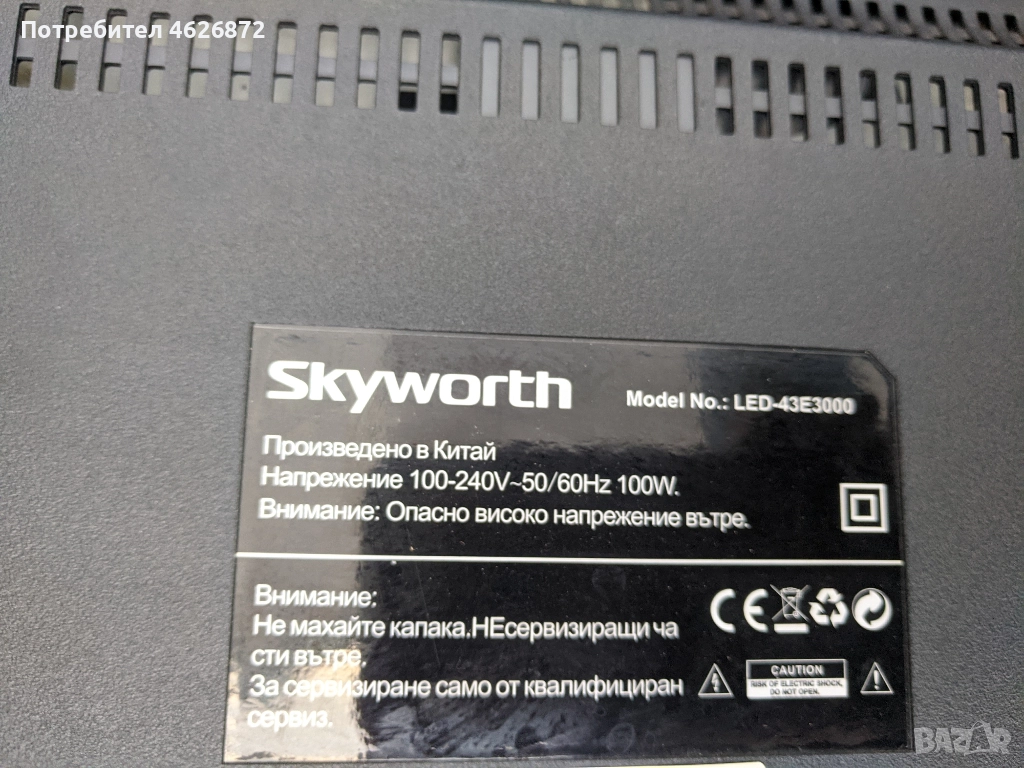 Потребител 4626872
Skyworth
Model No.: LED-43E3000
Произведено в Китай
Напрежение 100-240V~50/60Hz 100W.
Внимание: Опасно високо напрежение вътре.
Внимание:
Не махайте капака.НЕсервизиращи ча
сти вътре.
За сервизиране само от квалифициран
сервиз.
CE
CAUTION
RISK OF ELECTRIC SHOCK,
DO NOT OPEN.
BAZAR